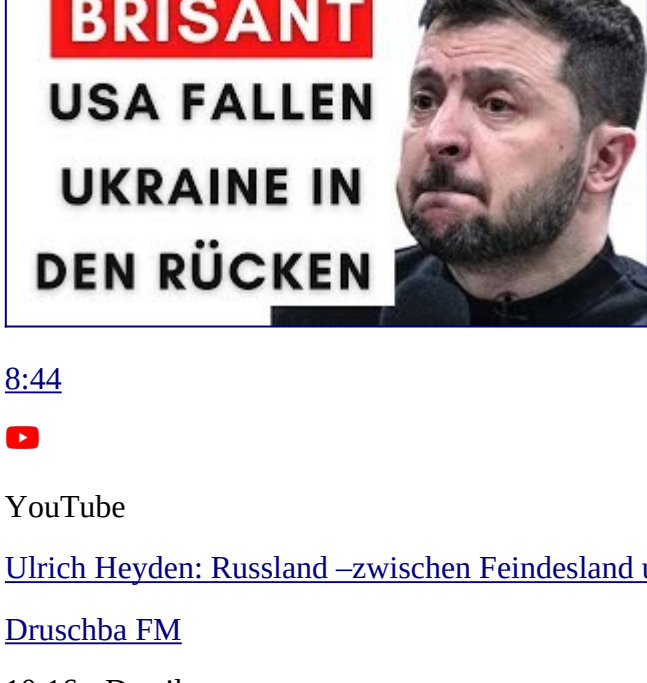 BRISANT
USA FALLEN
UKRAINE IN
DEN RÜCKEN
8:44
YouTube
Ulrich Heyden: Russland –zwischen Feindesland
Druschba FM